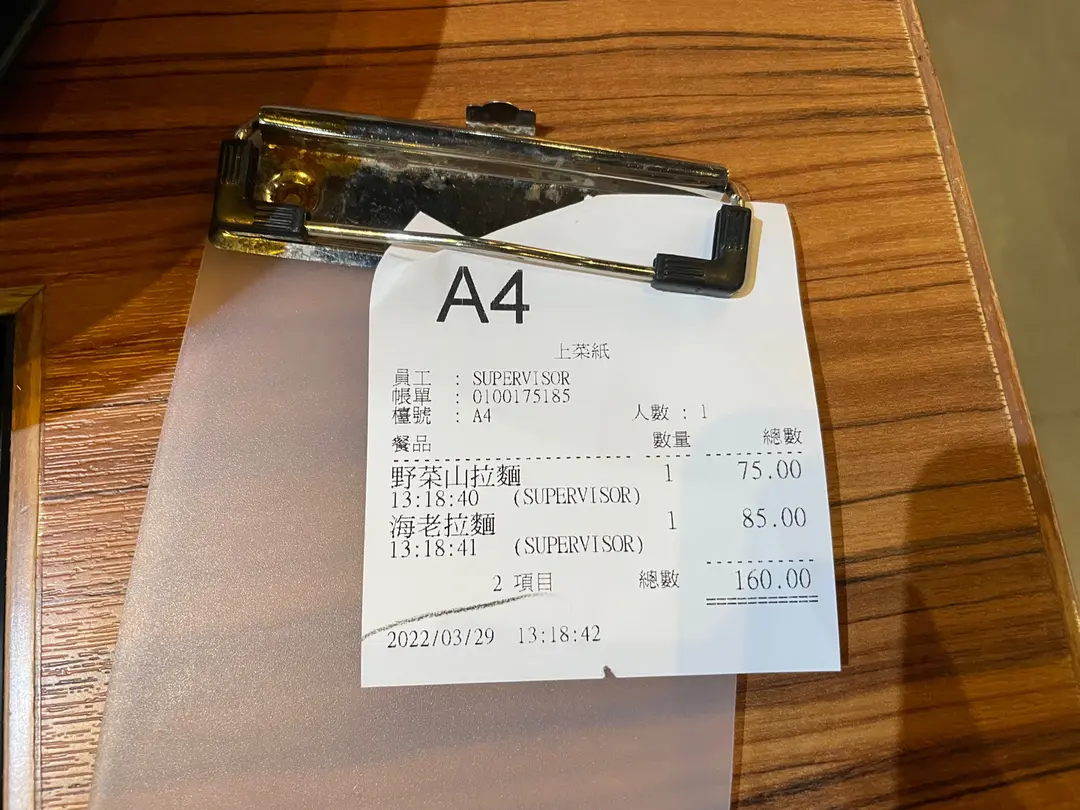 A4
上菜紙
員工 : SUPERVISOR
帳單 : 0100175185
檯號 : A4 人數 : 1
餐品 數量 總數
野菜山拉麵 1 75.00
13:18:40 (SUPERVISOR)
海老拉麵 1 85.00
13:18:41 (SUPERVISOR)
2 項目 總數 160.00
2022/03/29 13:18:42